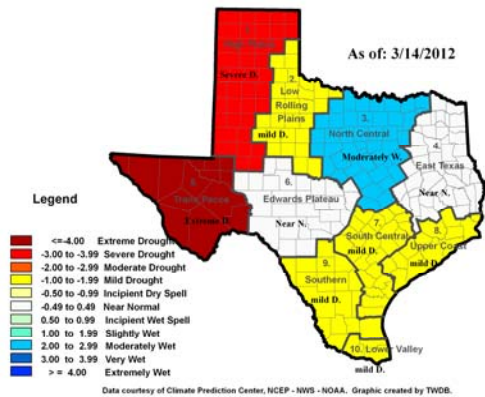 As of: 3/14/2012
1.
High Plains
Severe D.
2.
Low
Rolling
Plains
mild D.
3.
North Central
Moderately W.
4.
East Texas
Near N.
5.
Trans Pecos
Extreme D.
6.
Edwards Plateau
Near N.
7.
South Central
mild D.
8.
Upper Coast
mild D.
9.
Southern
mild D.
10. Lower Valley
mild D.
Legend
<=-4.00 Extreme Drought
-3.00 to -3.99 Severe Drought
-2.00 to -2.99 Moderate Drought
-1.00 to -1.99 Mild Drought
-0.50 to -0.99 Incipient Dry Spell
-0.49 to 0.49 Near Normal
0.50 to 0.99 Incipient Wet Spell
1.00 to 1.99 Slightly Wet
2.00 to 2.99 Moderately Wet
3.00 to 3.99 Very Wet
> = 4.00 Extremely Wet
Data courtesy of Climate Prediction Center, NCEP - NWS - NOAA. Graphic created by TWDB.